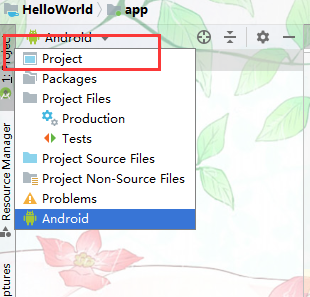 HelloWorld app
Android
Project
Packages
Project Files
Production
Tests
Project Source Files
Project Non-Source Files
Problems
Android
1: Project
Resource Manager
ptures